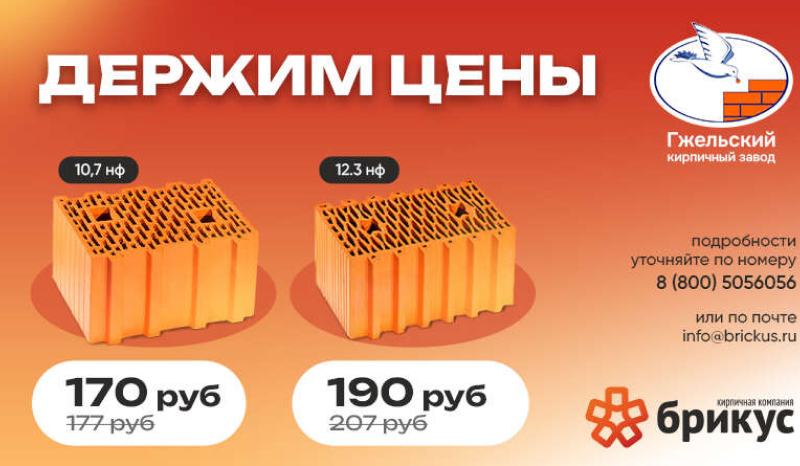 ДЕРЖИМ ЦЕНЫ
Гжельский
кирпичный завод
10,7 нф
12.3 нф
подробности
уточняйте по номеру
8 (800) 5056056
или по почте
info@brickus.ru
170 руб
177 руб
190 руб
207 руб
кирпичная компания
брикус